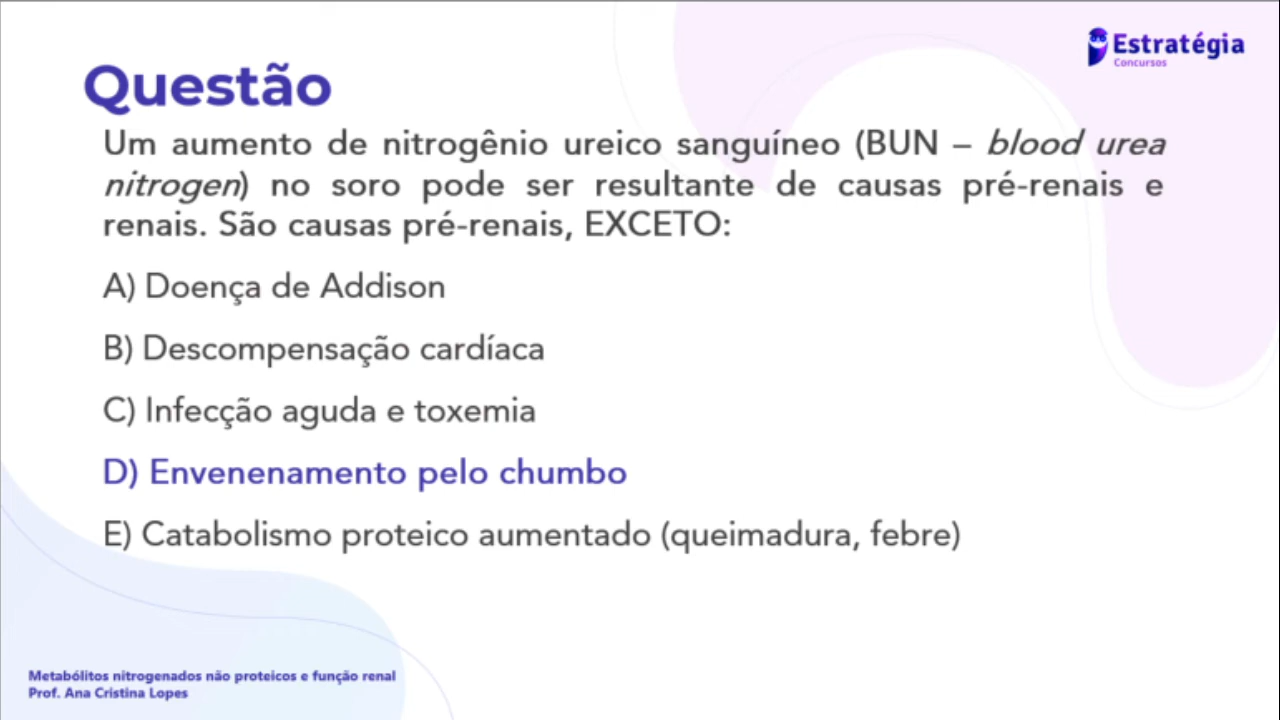 Estratégia
Concursos
Questão
Um aumento de nitrogênio ureico sanguíneo (BUN – blood urea
nitrogen) no soro pode ser resultante de causas pré-renais e
renais. São causas pré-renais, EXCETO:
A) Doença de Addison
B) Descompensação cardíaca
C) Infecção aguda e toxemia
D) Envenenamento pelo chumbo
E) Catabolismo proteico aumentado (queimadura, febre)
Metabólitos nitrogenados não proteicos e função renal
Prof. Ana Cristina Lopes